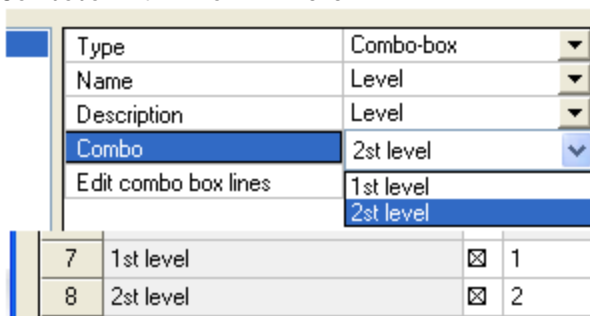 Type Combo-box
Name Level
Description Level
Combo 2st level
Edit combo box lines 1st level
2st level
7 1st level 1
8 2st level 2